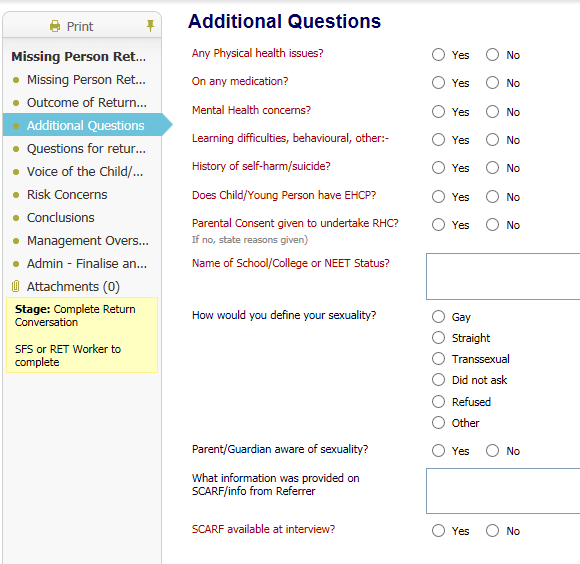 Print
Missing Person Ret...
Missing Person Ret...
Outcome of Return...
Additional Questions
Questions for retur...
Voice of the Child/...
Risk Concerns
Conclusions
Management Overs...
Admin - Finalise an...
Attachments (0)
Stage: Complete Return
Conversation
SFS or RET Worker to
complete
Additional Questions
Any Physical health issues? Yes No
On any medication? Yes No
Mental Health concerns? Yes No
Learning difficulties, behavioural, other:- Yes No
History of self-harm/suicide? Yes No
Does Child/Young Person have EHCP? Yes No
Parental Consent given to undertake RHC? Yes No
If no, state reasons given)
Name of School/College or NEET Status?
How would you define your sexuality? Gay
Straight
Transsexual
Did not ask
Refused
Other
Parent/Guardian aware of sexuality? Yes No
What information was provided on
SCARF/info from Referrer
SCARF available at interview? Yes No